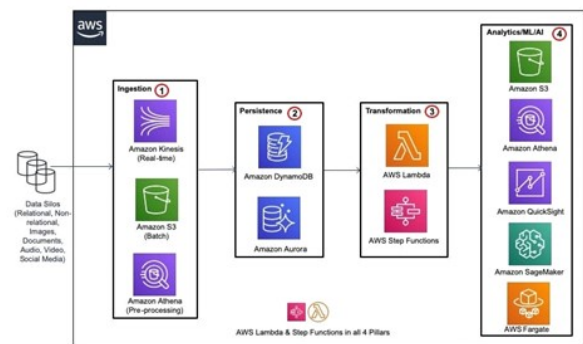 aws
Ingestion 1
Amazon Kinesis
(Real-time)
Amazon S3
(Batch)
Amazon Athena
(Pre-processing)
Data Silos
(Relational, Non-
relational,
Images,
Documents,
Audio, Video,
Social Media)
Persistence 2
Amazon DynamoDB
Amazon Aurora
Transformation 3
AWS Lambda
AWS Step Functions
Analytics/ML/AI 4
Amazon S3
Amazon Athena
Amazon QuickSight
Amazon SageMaker
AWS Fargate
AWS Lambda & Step Functions in all 4 Pillars